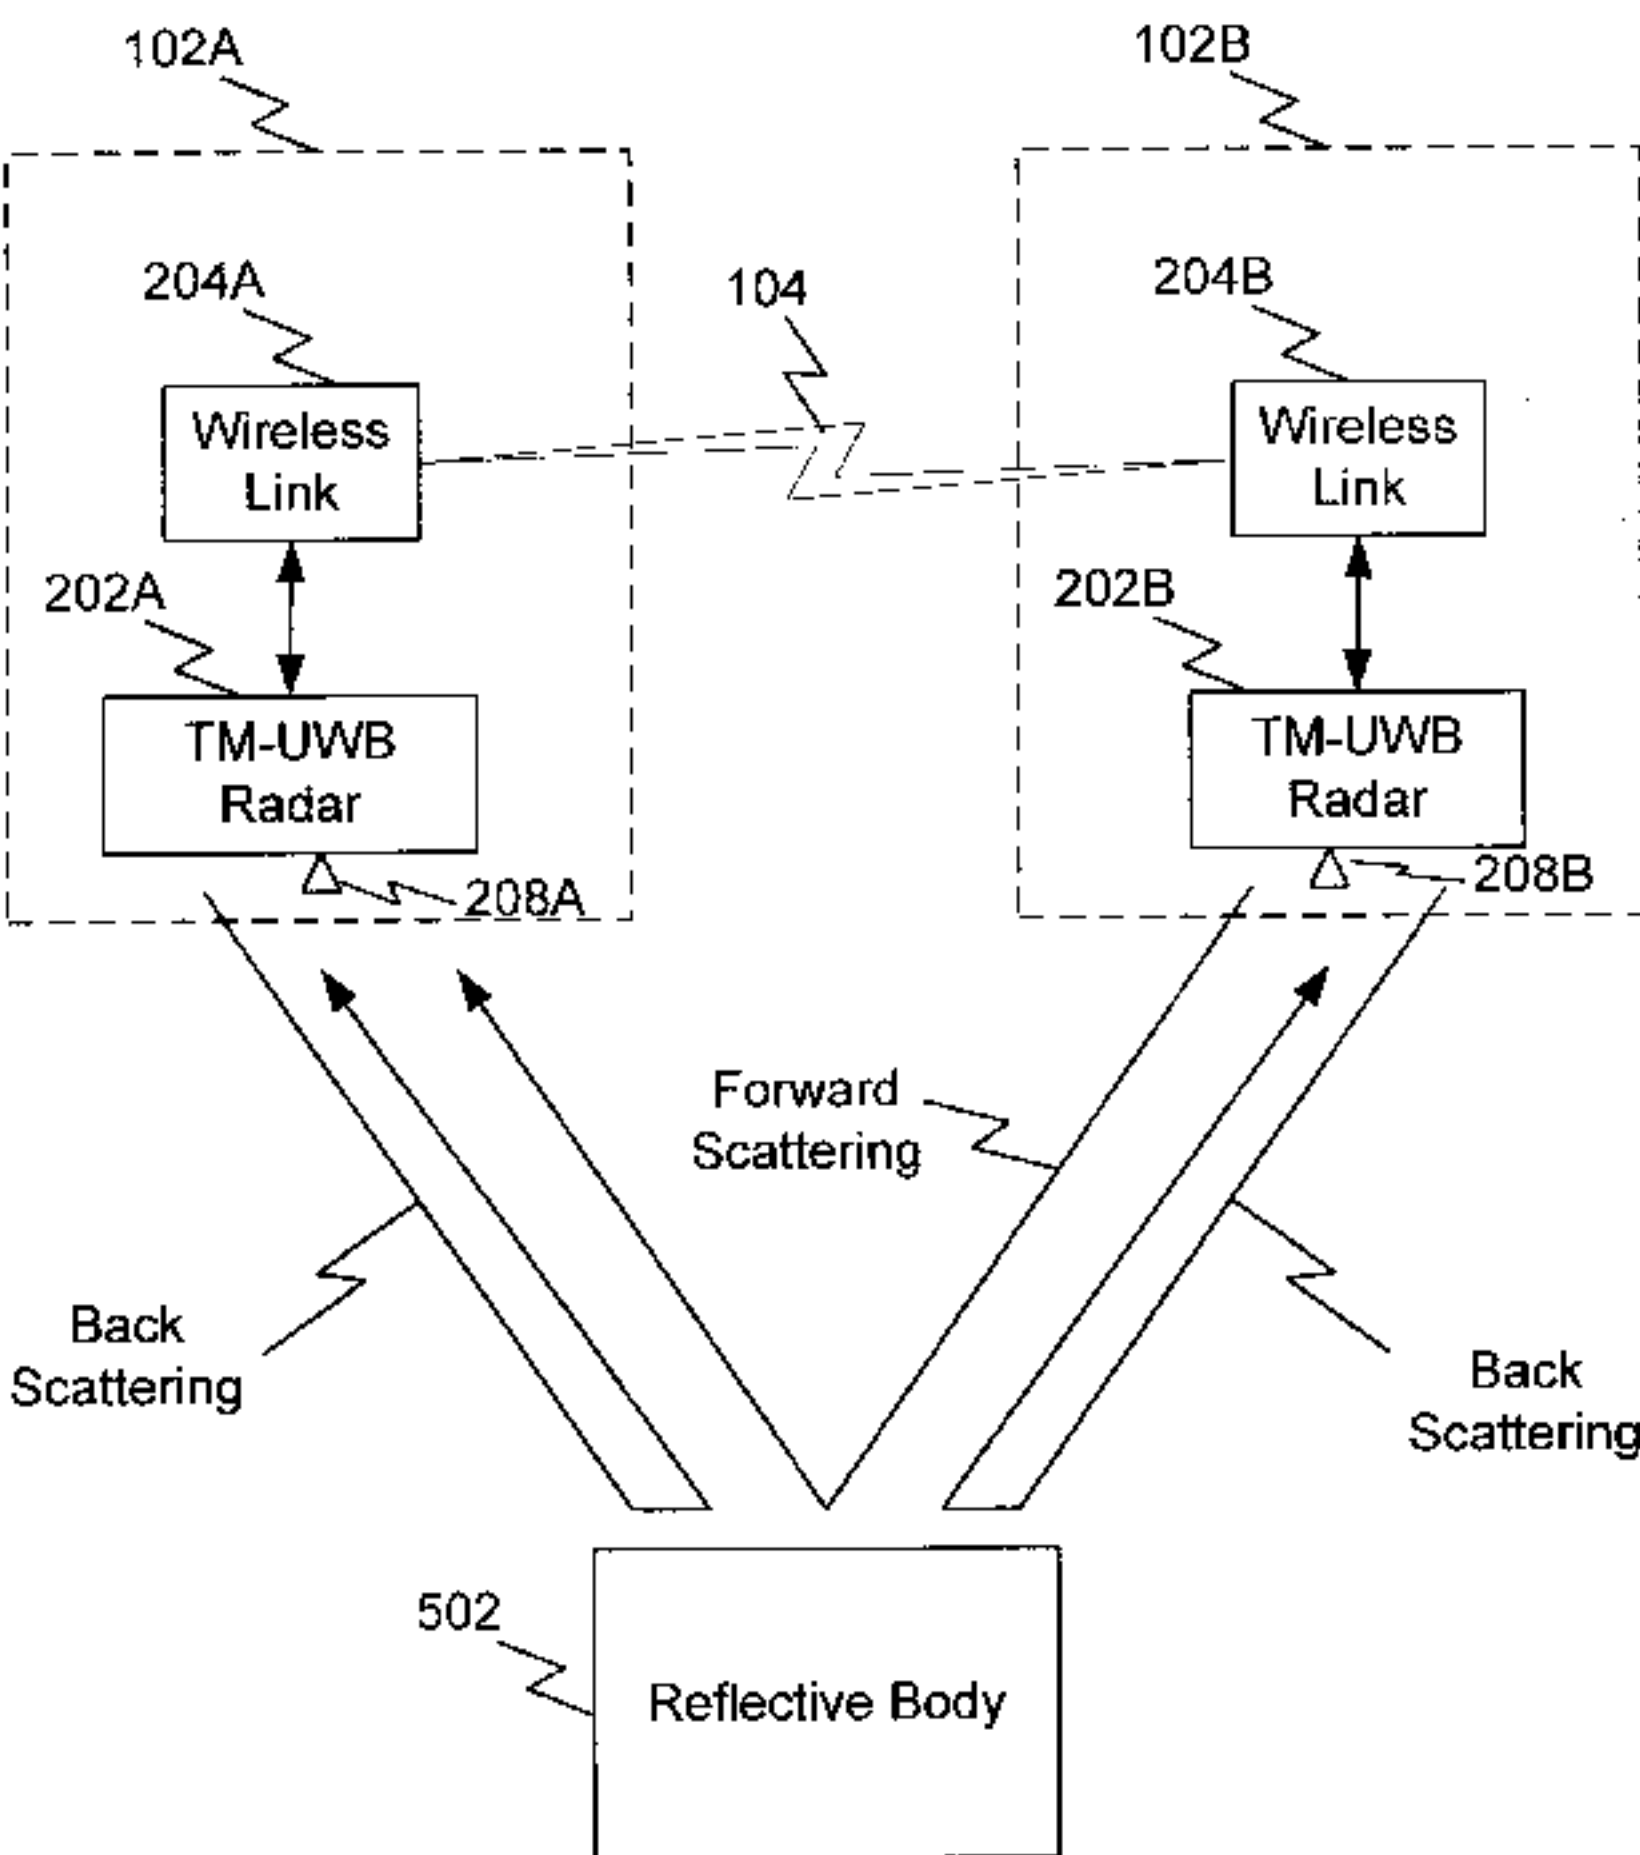 102A
102B
204A
104
204B
Wireless
Link
Wireless
Link
202A
202B
TM-UWB
Radar
TM-UWB
Radar
208A
208B
Forward
Scattering
Back
Scattering
Back
Scattering
502
Reflective Body